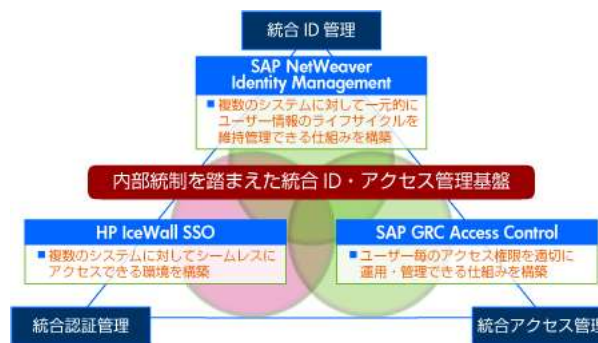 統合 ID 管理
SAP NetWeaver
Identity Management
■ 複数のシステムに対して一元的に
ユーザー情報のライフサイクルを
維持管理できる仕組みを構築
内部統制を踏まえた統合 ID・アクセス管理基盤
HP IceWall SSO
■ 複数のシステムに対してシームレスに
アクセスできる環境を構築
SAP GRC Access Control
■ ユーザー毎のアクセス権限を適切に
運用・管理できる仕組みを構築
統合認証管理
統合アクセス管理